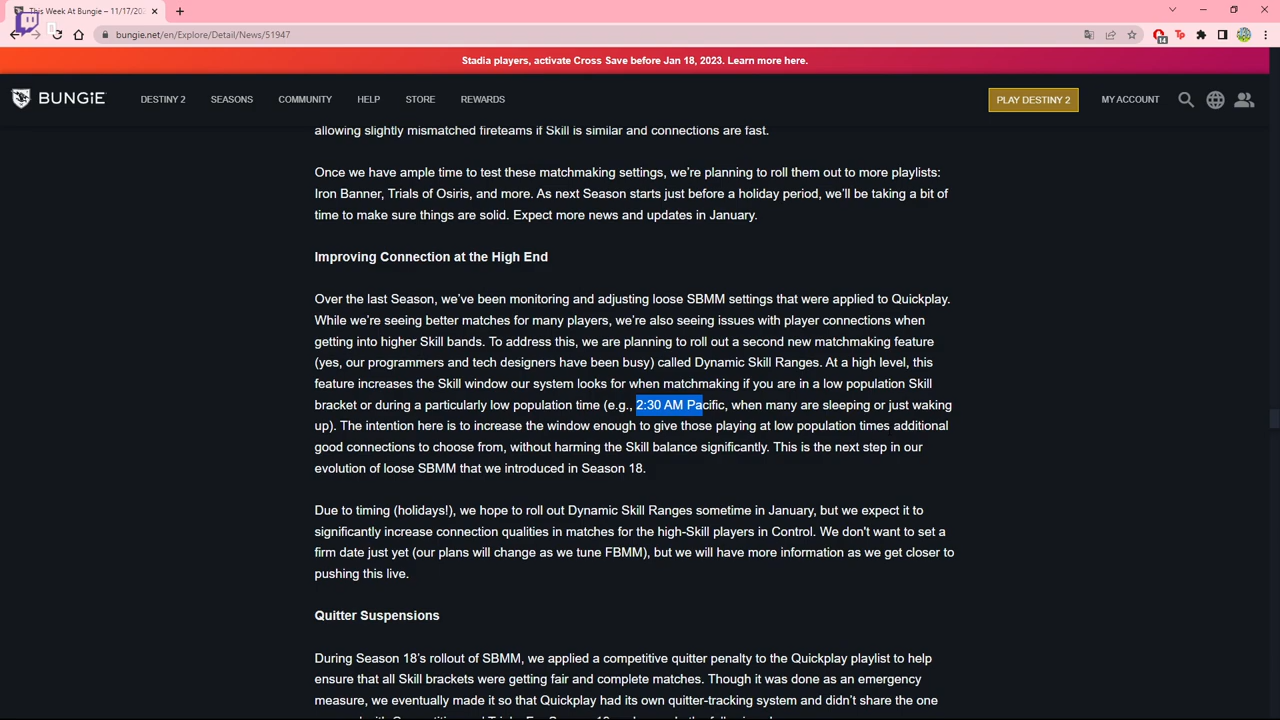 This Week At Bungie – 11/17/202
bungie.net/en/Explore/Detail/News/51947
14
Stadia players, activate Cross Save before Jan 18, 2023. Learn more here.
BUNGiE DESTINY 2 SEASONS COMMUNITY HELP STORE REWARDS PLAY DESTINY 2 MY ACCOUNT
allowing slightly mismatched fireteams if Skill is similar and connections are fast.
Once we have ample time to test these matchmaking settings, we’re planning to roll them out to more playlists:
Iron Banner, Trials of Osiris, and more. As next Season starts just before a holiday period, we’ll be taking a bit of
time to make sure things are solid. Expect more news and updates in January.
Improving Connection at the High End
Over the last Season, we’ve been monitoring and adjusting loose SBMM settings that were applied to Quickplay.
While we’re seeing better matches for many players, we’re also seeing issues with player connections when
getting into higher Skill bands. To address this, we are planning to roll out a second new matchmaking feature
(yes, our programmers and tech designers have been busy) called Dynamic Skill Ranges. At a high level, this
feature increases the Skill window our system looks for when matchmaking if you are in a low population Skill
bracket or during a particularly low population time (e.g., 2:30 AM Pacific, when many are sleeping or just waking
up). The intention here is to increase the window enough to give those playing at low population times additional
good connections to choose from, without harming the Skill balance significantly. This is the next step in our
evolution of loose SBMM that we introduced in Season 18.
Due to timing (holidays!), we hope to roll out Dynamic Skill Ranges sometime in January, but we expect it to
significantly increase connection qualities in matches for the high-Skill players in Control. We don't want to set a
firm date just yet (our plans will change as we tune FBMM), but we will have more information as we get closer to
pushing this live.
Quitter Suspensions
During Season 18’s rollout of SBMM, we applied a competitive quitter penalty to the Quickplay playlist to help
ensure that all Skill brackets were getting fair and complete matches. Though it was done as an emergency
measure, we eventually made it so that Quickplay had its own quitter-tracking system and didn’t share the one